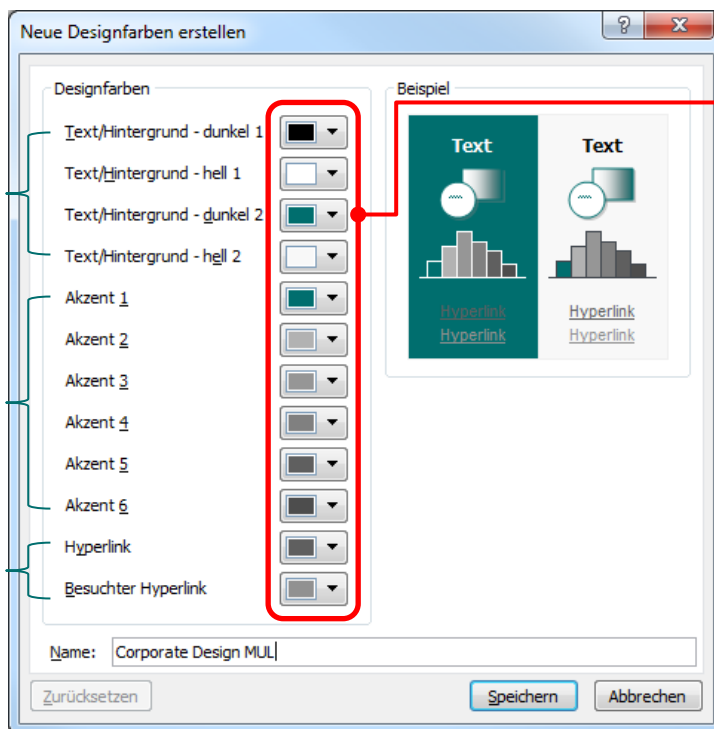 Neue Designfarben erstellen
Designfarben
Text/Hintergrund - dunkel 1
Text/Hintergrund - hell 1
Text/Hintergrund - dunkel 2
Text/Hintergrund - hell 2
Akzent 1
Akzent 2
Akzent 3
Akzent 4
Akzent 5
Akzent 6
Hyperlink
Besuchter Hyperlink
Beispiel
Text Text
Hyperlink Hyperlink
Hyperlink Hyperlink
Name: Corporate Design MUL
Zurücksetzen Speichern Abbrechen